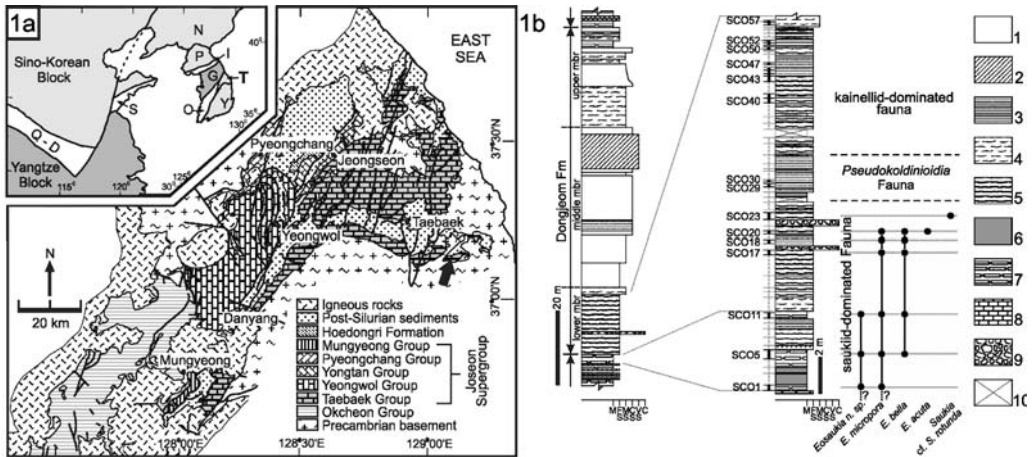 1a
Sino-Korean
Block
Yangtze
Block
Q - D
N
P
I
G
T
O
Y
S
40°
35°
130°
125°
30°
115°
120°
EAST
SEA
Pyeongchang
Jeongseon
Taebaek
Yeongwol
Danyang
Mungyeong
N
20 km
37°30'
37°00'
128°00'
128°30'
129°00'
Igneous rocks
Post-Silurian sediments
Hoedongri Formation
Mungyeong Group
Pyeongchang Group
Yongtan Group
Yeongwol Group
Taebaek Group
Okcheon Group
Precambrian basement
Joseon
Supergroup
1b
Dongjeom Fm
upper mbr
middle mbr
lower mbr
20 m
SCO57
SCO52
SCO50
SCO47
SCO43
SCO40
SCO30
SCO29
SCO23
SCO20
SCO18
SCO17
SCO11
SCO5
SCO1
2 m
kainellid-dominated
fauna
Pseudokoldinioidia
Fauna
saukiid-dominated Fauna
? ?
Eosaukia n. sp.
E. micropora
E. bella
E. acuta
Saukia
cf. S. rotunda
1
2
3
4
5
6
7
8
9
10